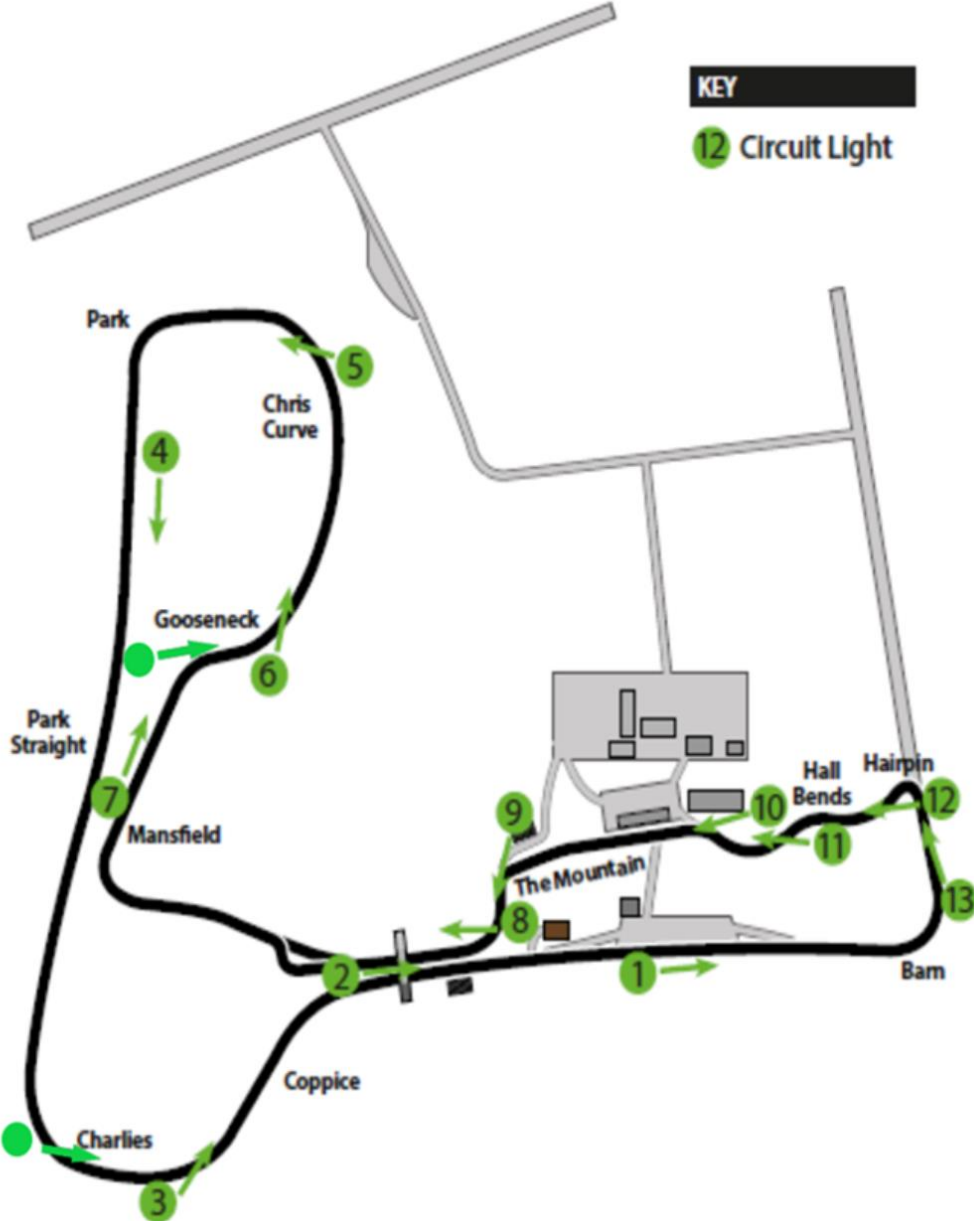 KEY
12 Circuit Light
Park
5
Chris
Curve
4
Gooseneck
6
Park
Straight
7
Mansfield
9
The Mountain
10
Hall
Bends
Hairpin
12
11
13
8
2
1
Barn
Coppice
Charlies
3